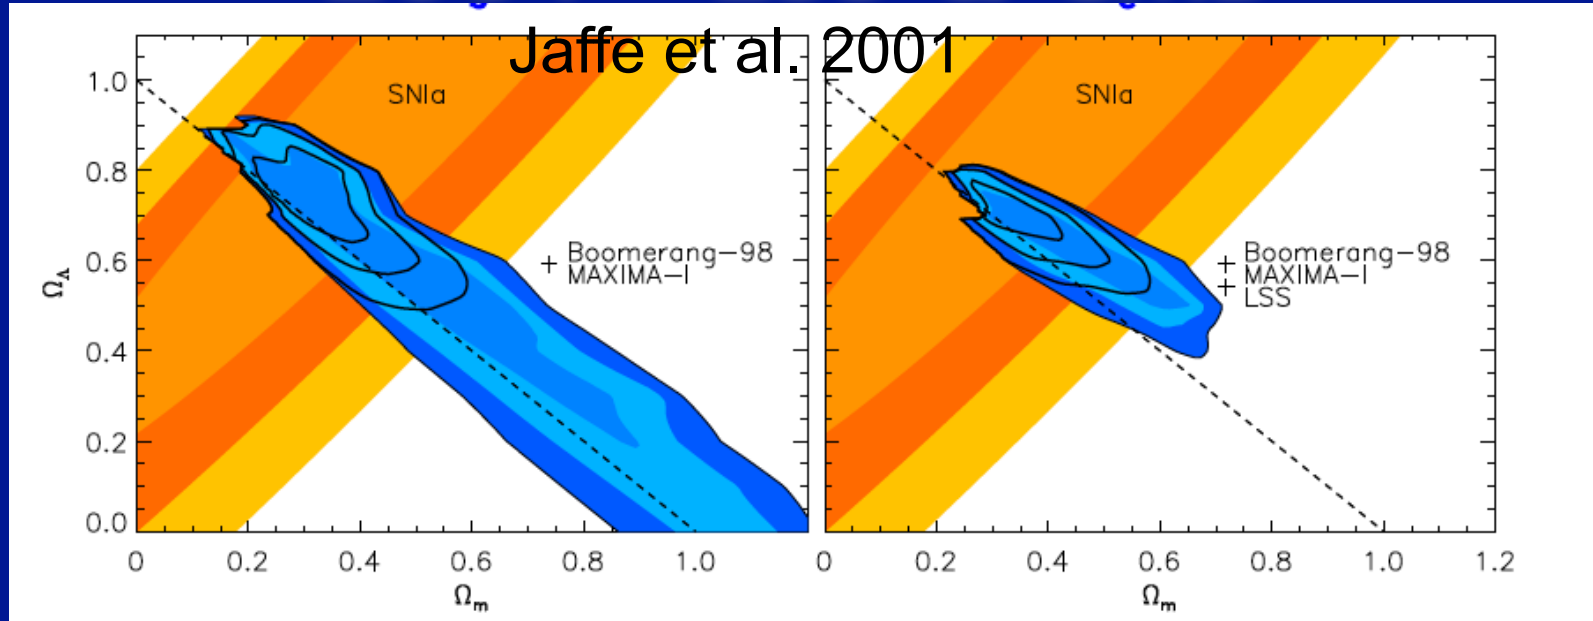 Jaffe et al. 2001
SNIa
SNIa
1.0
0.8
0.6
0.4
0.2
0.0
Ω_Λ
+ Boomerang−98
MAXIMA−I
+ Boomerang−98
MAXIMA−I
+ LSS
0 0.2 0.4 0.6 0.8 1.0
0 0.2 0.4 0.6 0.8 1.0 1.2
Ω_m
Ω_m